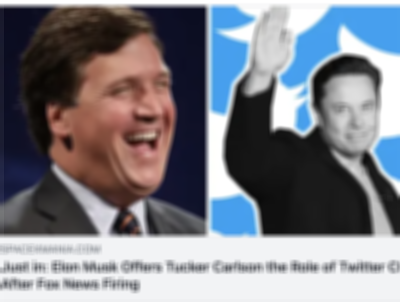 SPACEXMANIA.COM
Just in: Elon Musk Offers Tucker Carlson the Role of Twitter C
After Fox News Firing